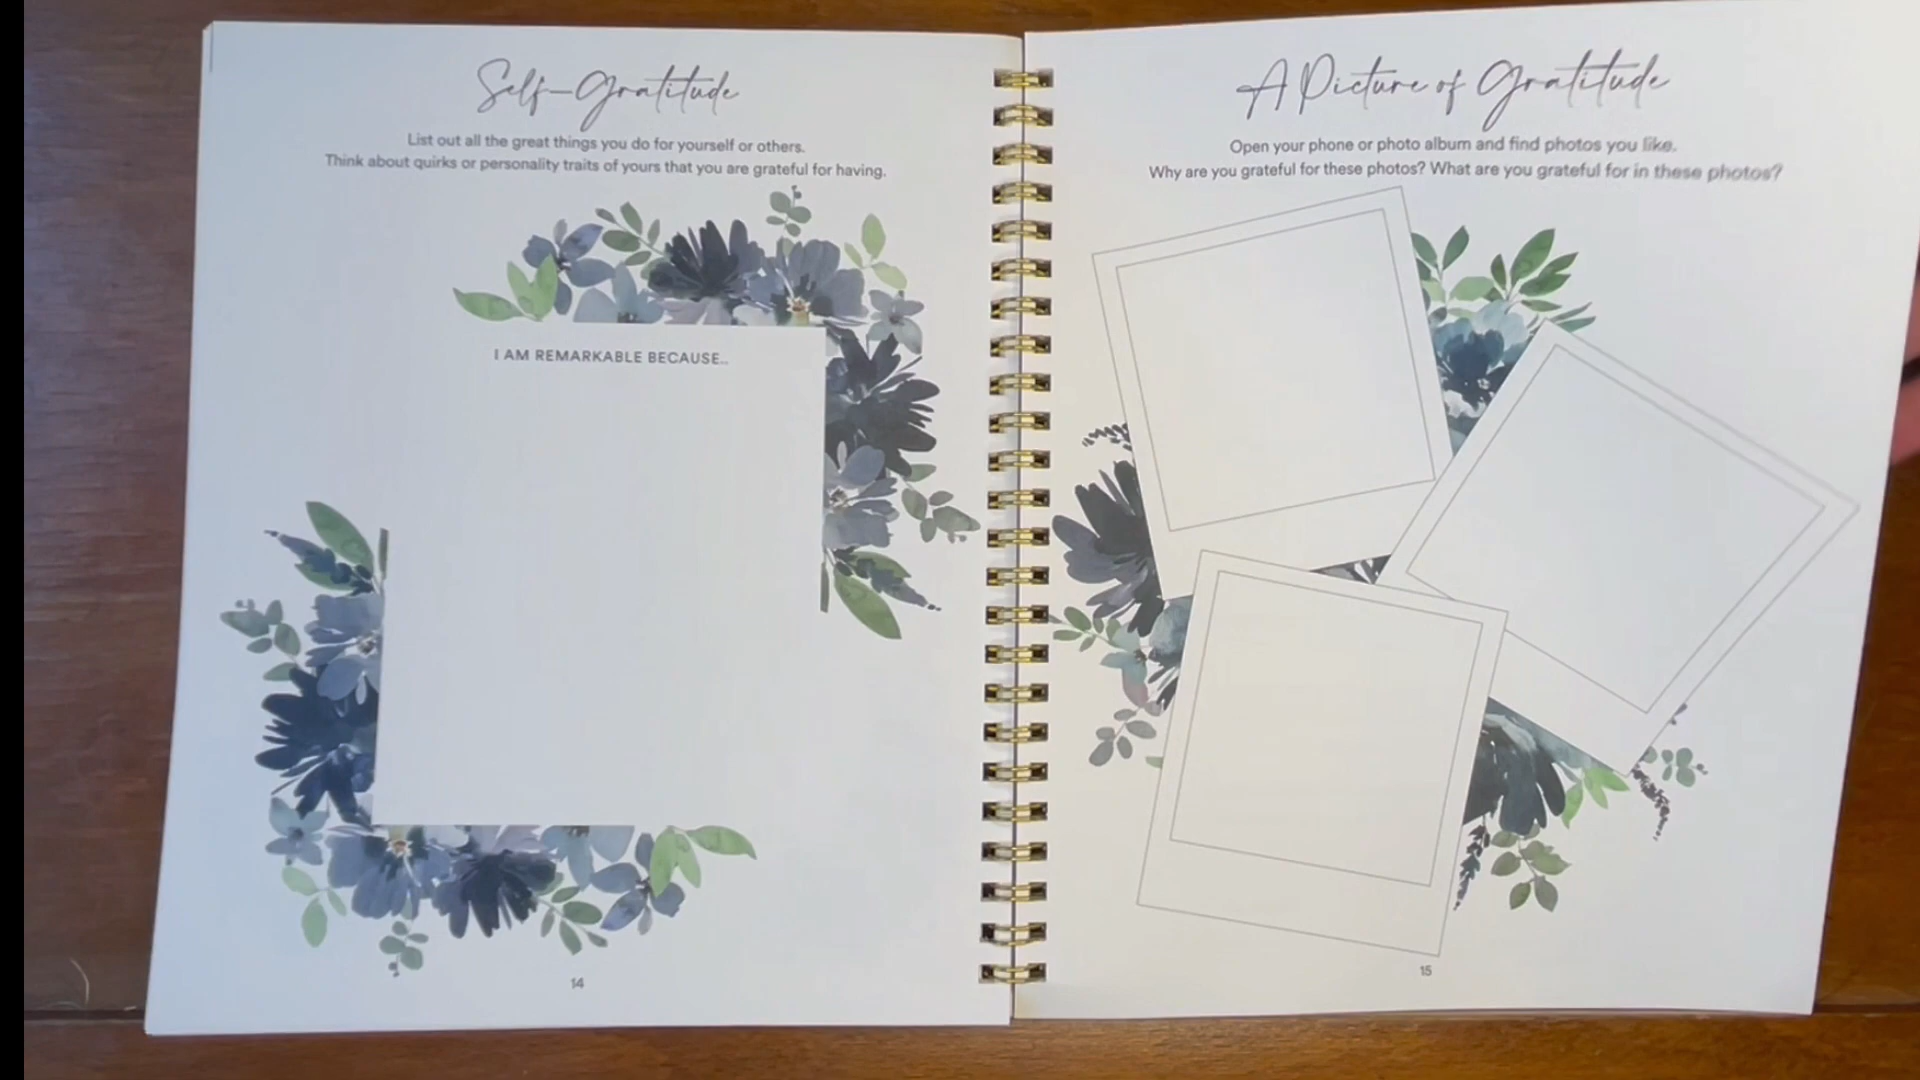 Self-Gratitude
List out all the great things you do for yourself or others.
Think about quirks or personality traits of yours that you are grateful for having.
I AM REMARKABLE BECAUSE..
14
A Picture of Gratitude
Open your phone or photo album and find photos you like.
Why are you grateful for these photos? What are you grateful for in these photos?
15